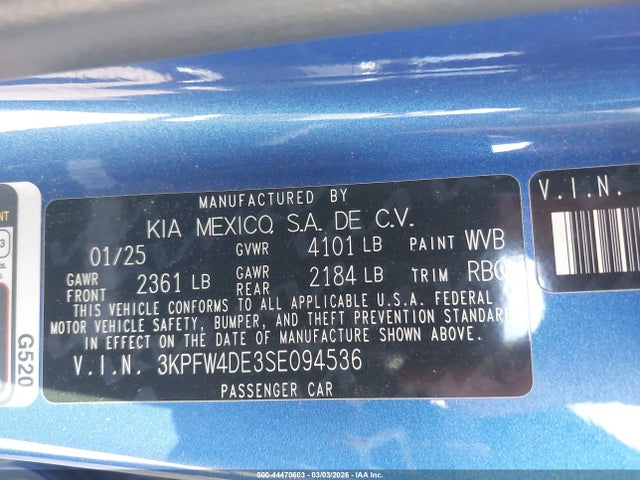 MANUFACTURED BY
KIA MEXICO, S.A. DE C.V.
01/25 GVWR 4101 LB PAINT WVB
GAWR FRONT 2361 LB GAWR REAR 2184 LB TRIM
THIS VEHICLE CONFORMS TO ALL APPLICABLE U.S.A. FEDERAL
MOTOR VEHICLE SAFETY, BUMPER, AND THEFT PREVENTION STANDARD
IN EFFECT ON THE DATE OF MANUFACTURE SHOWN ABOVE.
V.I.N. 3KPFW4DE3SE094536
PASSENGER CAR
V.I.N.
G520
000-44470603 - 03/03/2026 - IAA Inc.